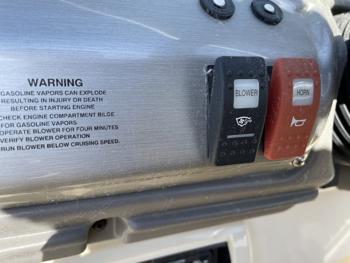 WARNING
GASOLINE VAPORS CAN EXPLODE
RESULTING IN INJURY OR DEATH
BEFORE STARTING ENGINE
CHECK ENGINE COMPARTMENT BILGE
FOR GASOLINE VAPORS.
OPERATE BLOWER FOR FOUR MINUTES
VERIFY BLOWER OPERATION
RUN BLOWER BELOW CRUISING SPEED.
BLOWER
HORN